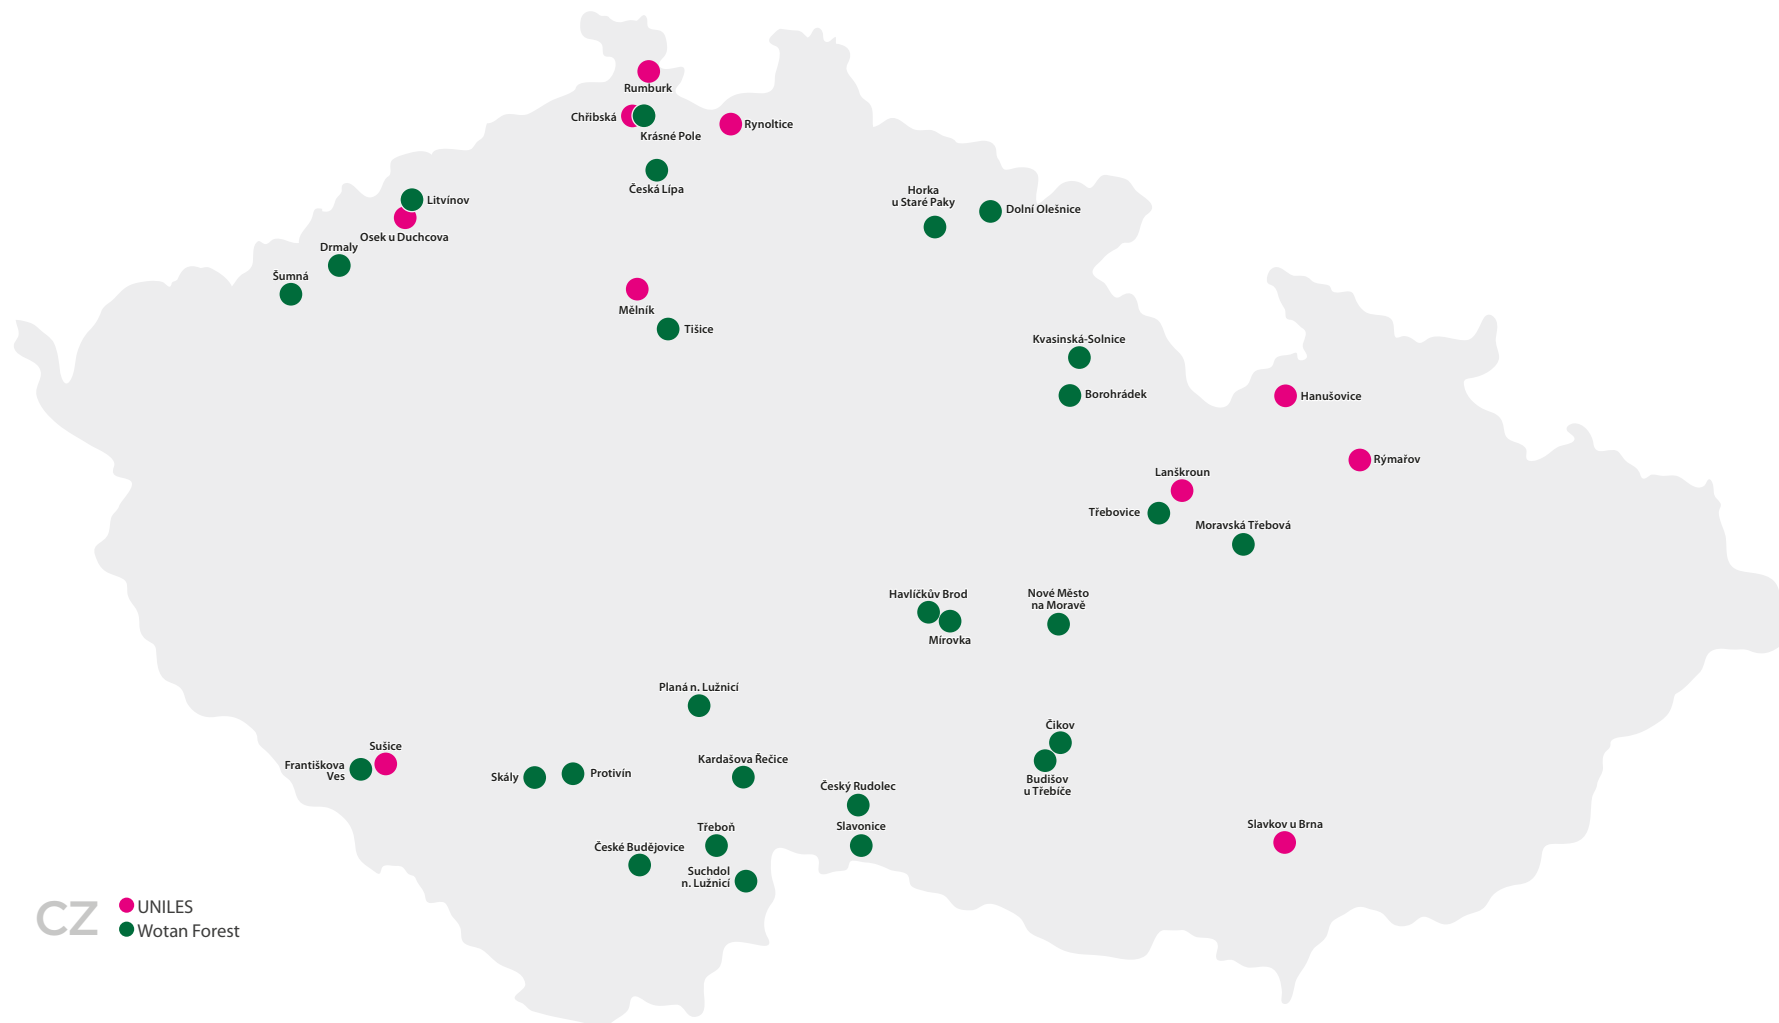 Rumburk
Chřibská
Krásné Pole
Rynoltice
Česká Lípa
Horka
u Staré Paky
Dolní Olešnice
Litvínov
Osek u Duchcova
Drmaly
Šumná
Mělník
Tišice
Kvasinská-Solnice
Borohrádek
Hanušovice
Rýmařov
Lanškroun
Třebovice
Moravská Třebová
Havlíčkův Brod
Mírovka
Nové Město
na Moravě
Planá n. Lužnicí
Čikov
Budišov
u Třebíče
Sušice
Františkova
Ves
Skály
Protivín
Kardašova Řečice
Český Rudolec
Slavonice
Třeboň
České Budějovice
Suchdol
n. Lužnicí
Slavkov u Brna
CZ
UNILES
Wotan Forest